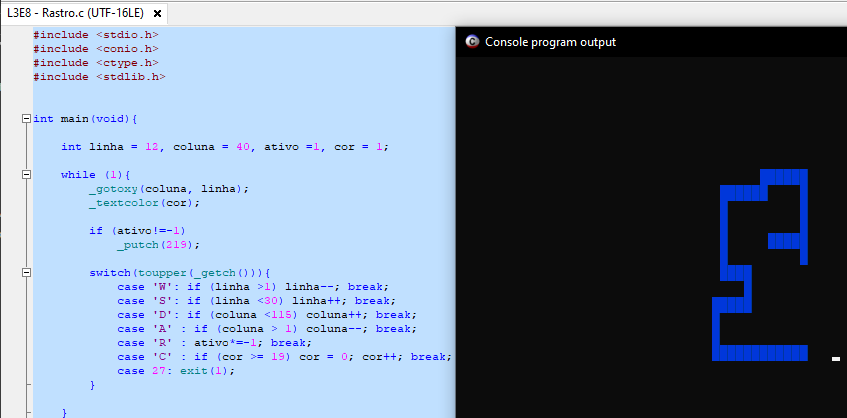 L3E8 - Rastro.c (UTF-16LE) ×
Console program output
#include <stdio.h>
#include <conio.h>
#include <ctype.h>
#include <stdlib.h>
int main(void){
int linha = 12, coluna = 40, ativo =1, cor = 1;
while (1){
_gotoxy(coluna, linha);
_textcolor(cor);
if (ativo!=-1)
_putch(219);
switch(toupper(_getch())){
case 'W': if (linha >1) linha--; break;
case 'S': if (linha <30) linha++; break;
case 'D': if (coluna <115) coluna++; break;
case 'A' : if (coluna > 1) coluna--; break;
case 'R' : ativo*=-1; break;
case 'C' : if (cor >= 19) cor = 0; cor++; break;
case 27: exit(1);
}
}